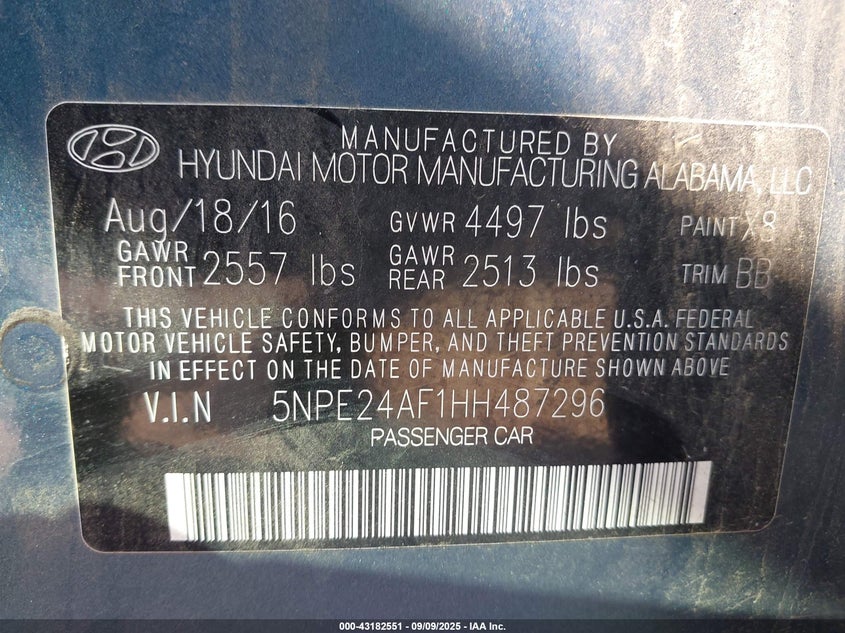 MANUFACTURED BY
HYUNDAI MOTOR MANUFACTURING ALABAMA, LLC
Aug/18/16 GVWR 4497 lbs PAINT X8
GAWR FRONT 2557 lbs GAWR REAR 2513 lbs TRIM BB
THIS VEHICLE CONFORMS TO ALL APPLICABLE U.S.A. FEDERAL
MOTOR VEHICLE SAFETY, BUMPER, AND THEFT PREVENTION STANDARDS
IN EFFECT ON THE DATE OF MANUFACTURE SHOWN ABOVE
V.I.N 5NPE24AF1HH487296
PASSENGER CAR
000-43182551 | 09/09/2025 - IAA Inc.